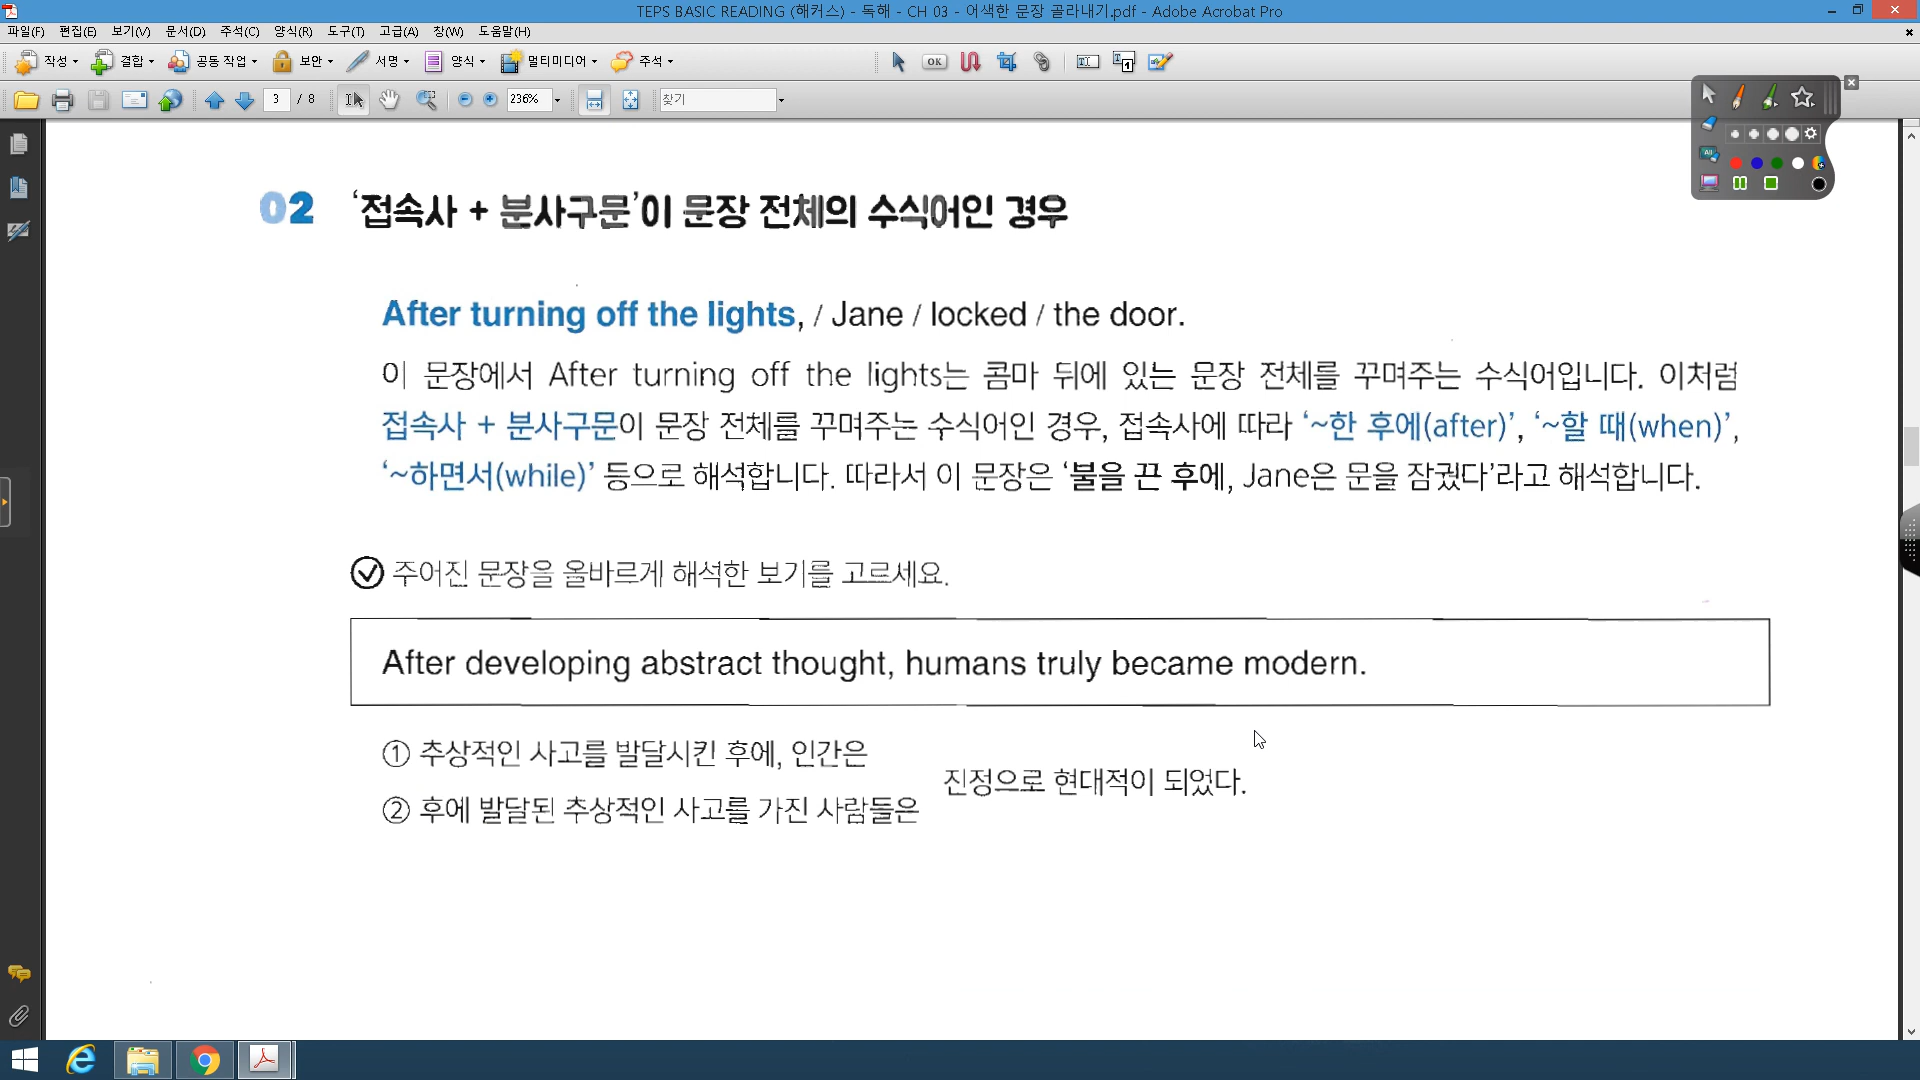 TEPS BASIC READING (해커스) - 독해 - CH 03 - 어색한 문장 골라내기.pdf - Adobe Acrobat Pro
파일(F) 편집(E) 보기(V) 문서(D) 주석(C) 양식(R) 도구(T) 고급(A) 창(W) 도움말(H)
작성 결합 공동 작업 보안 서명 양식 멀티미디어 주석 OK
3 / 8 236% 찾기
All
02 ‘접속사 + 분사구문’이 문장 전체의 수식어인 경우
After turning off the lights, / Jane / locked / the door.
이 문장에서 After turning off the lights는 콤마 뒤에 있는 문장 전체를 꾸며주는 수식어입니다. 이처럼
접속사 + 분사구문이 문장 전체를 꾸며주는 수식어인 경우, 접속사에 따라 ‘~한 후에(after)’, ‘~할 때(when)’,
‘~하면서(while)’ 등으로 해석합니다. 따라서 이 문장은 ‘불을 끈 후에, Jane은 문을 잠궜다’라고 해석합니다.
주어진 문장을 올바르게 해석한 보기를 고르세요.
After developing abstract thought, humans truly became modern.
① 추상적인 사고를 발달시킨 후에, 인간은
진정으로 현대적이 되었다.
② 후에 발달된 추상적인 사고를 가진 사람들은